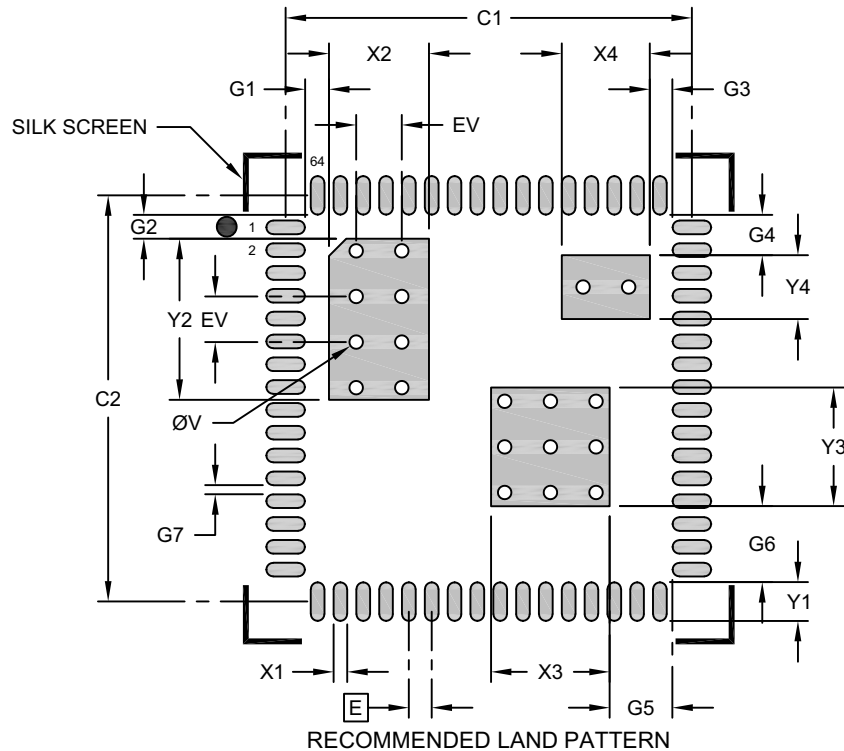 C1
X2
X4
G1
G3
EV
SILK SCREEN
64
G2
1
2
G4
Y4
Y2
EV
C2
ØV
Y3
G7
G6
Y1
X1
X3
E
G5
RECOMMENDED LAND PATTERN